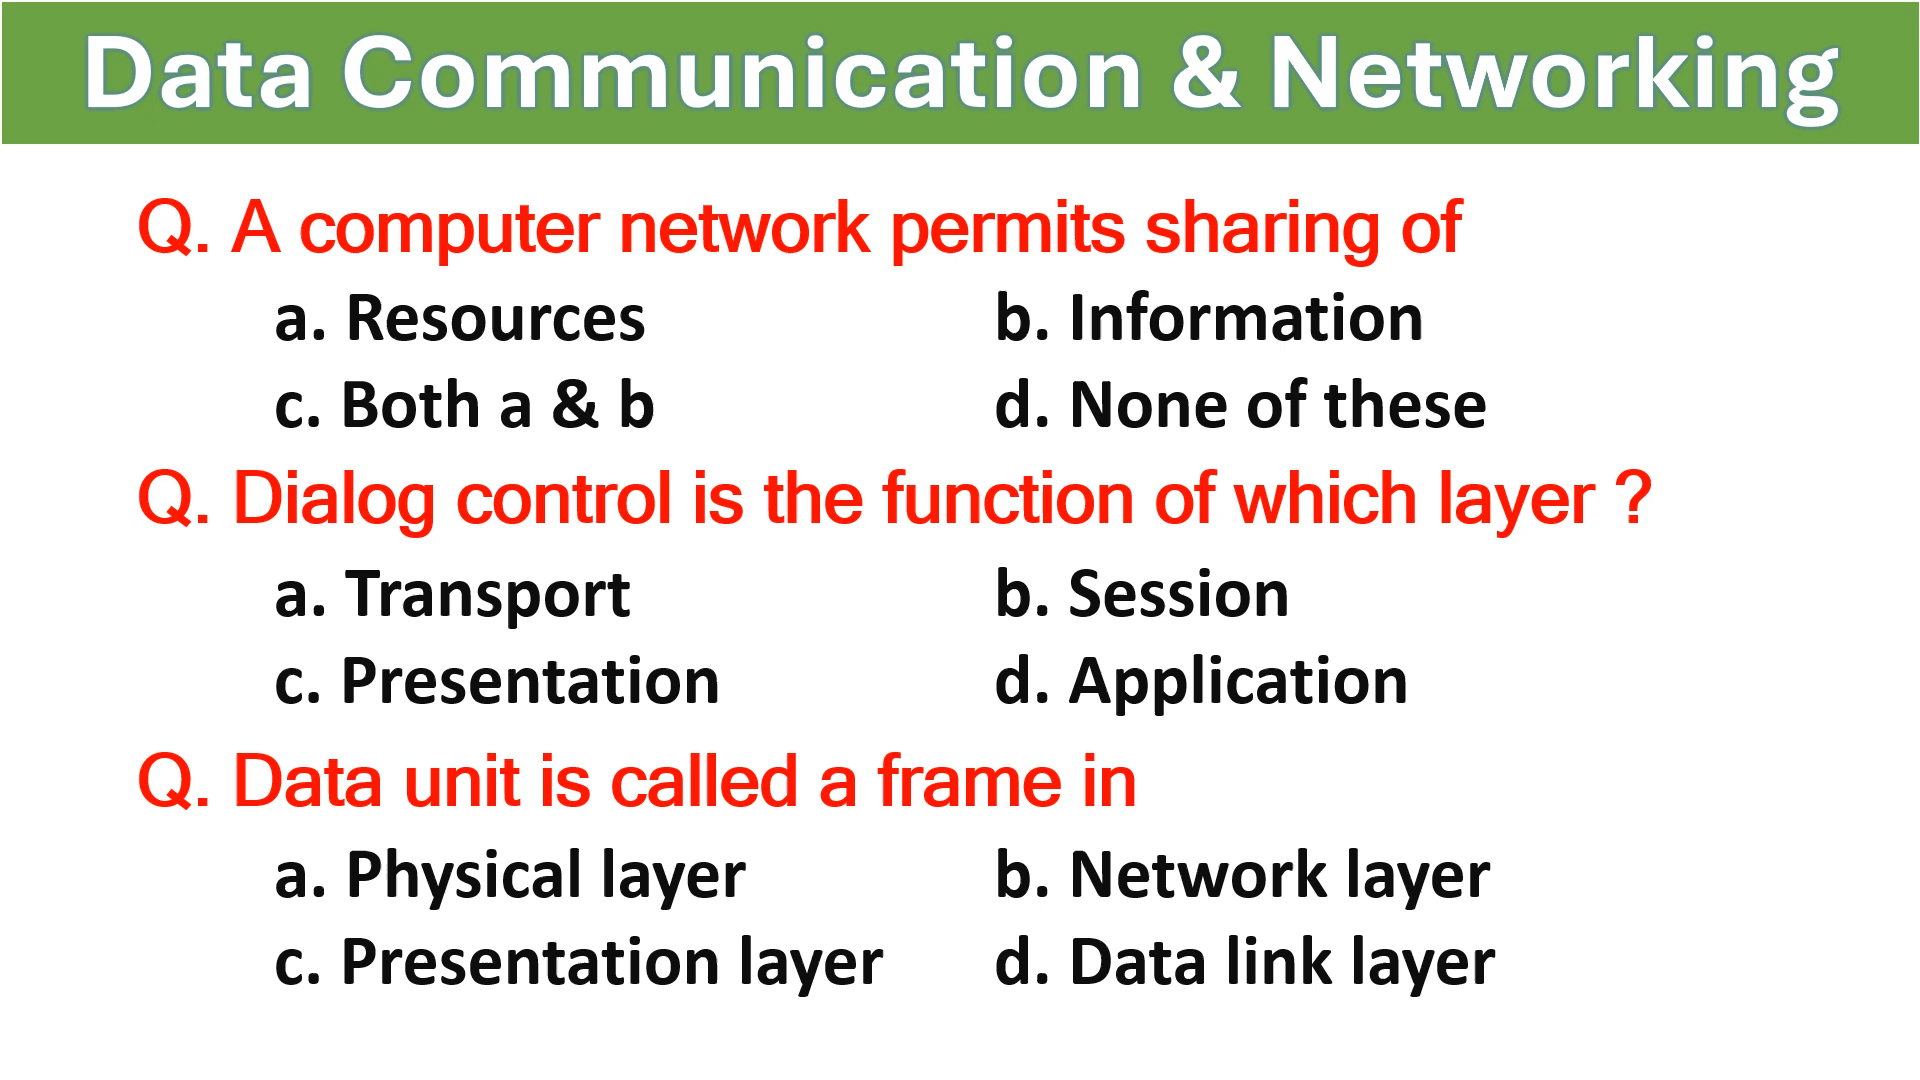 Data Communication & Networking
Q. A computer network permits sharing of
a. Resources b. Information
c. Both a & b d. None of these
Q. Dialog control is the function of which layer ?
a. Transport b. Session
c. Presentation d. Application
Q. Data unit is called a frame in
a. Physical layer b. Network layer
c. Presentation layer d. Data link layer